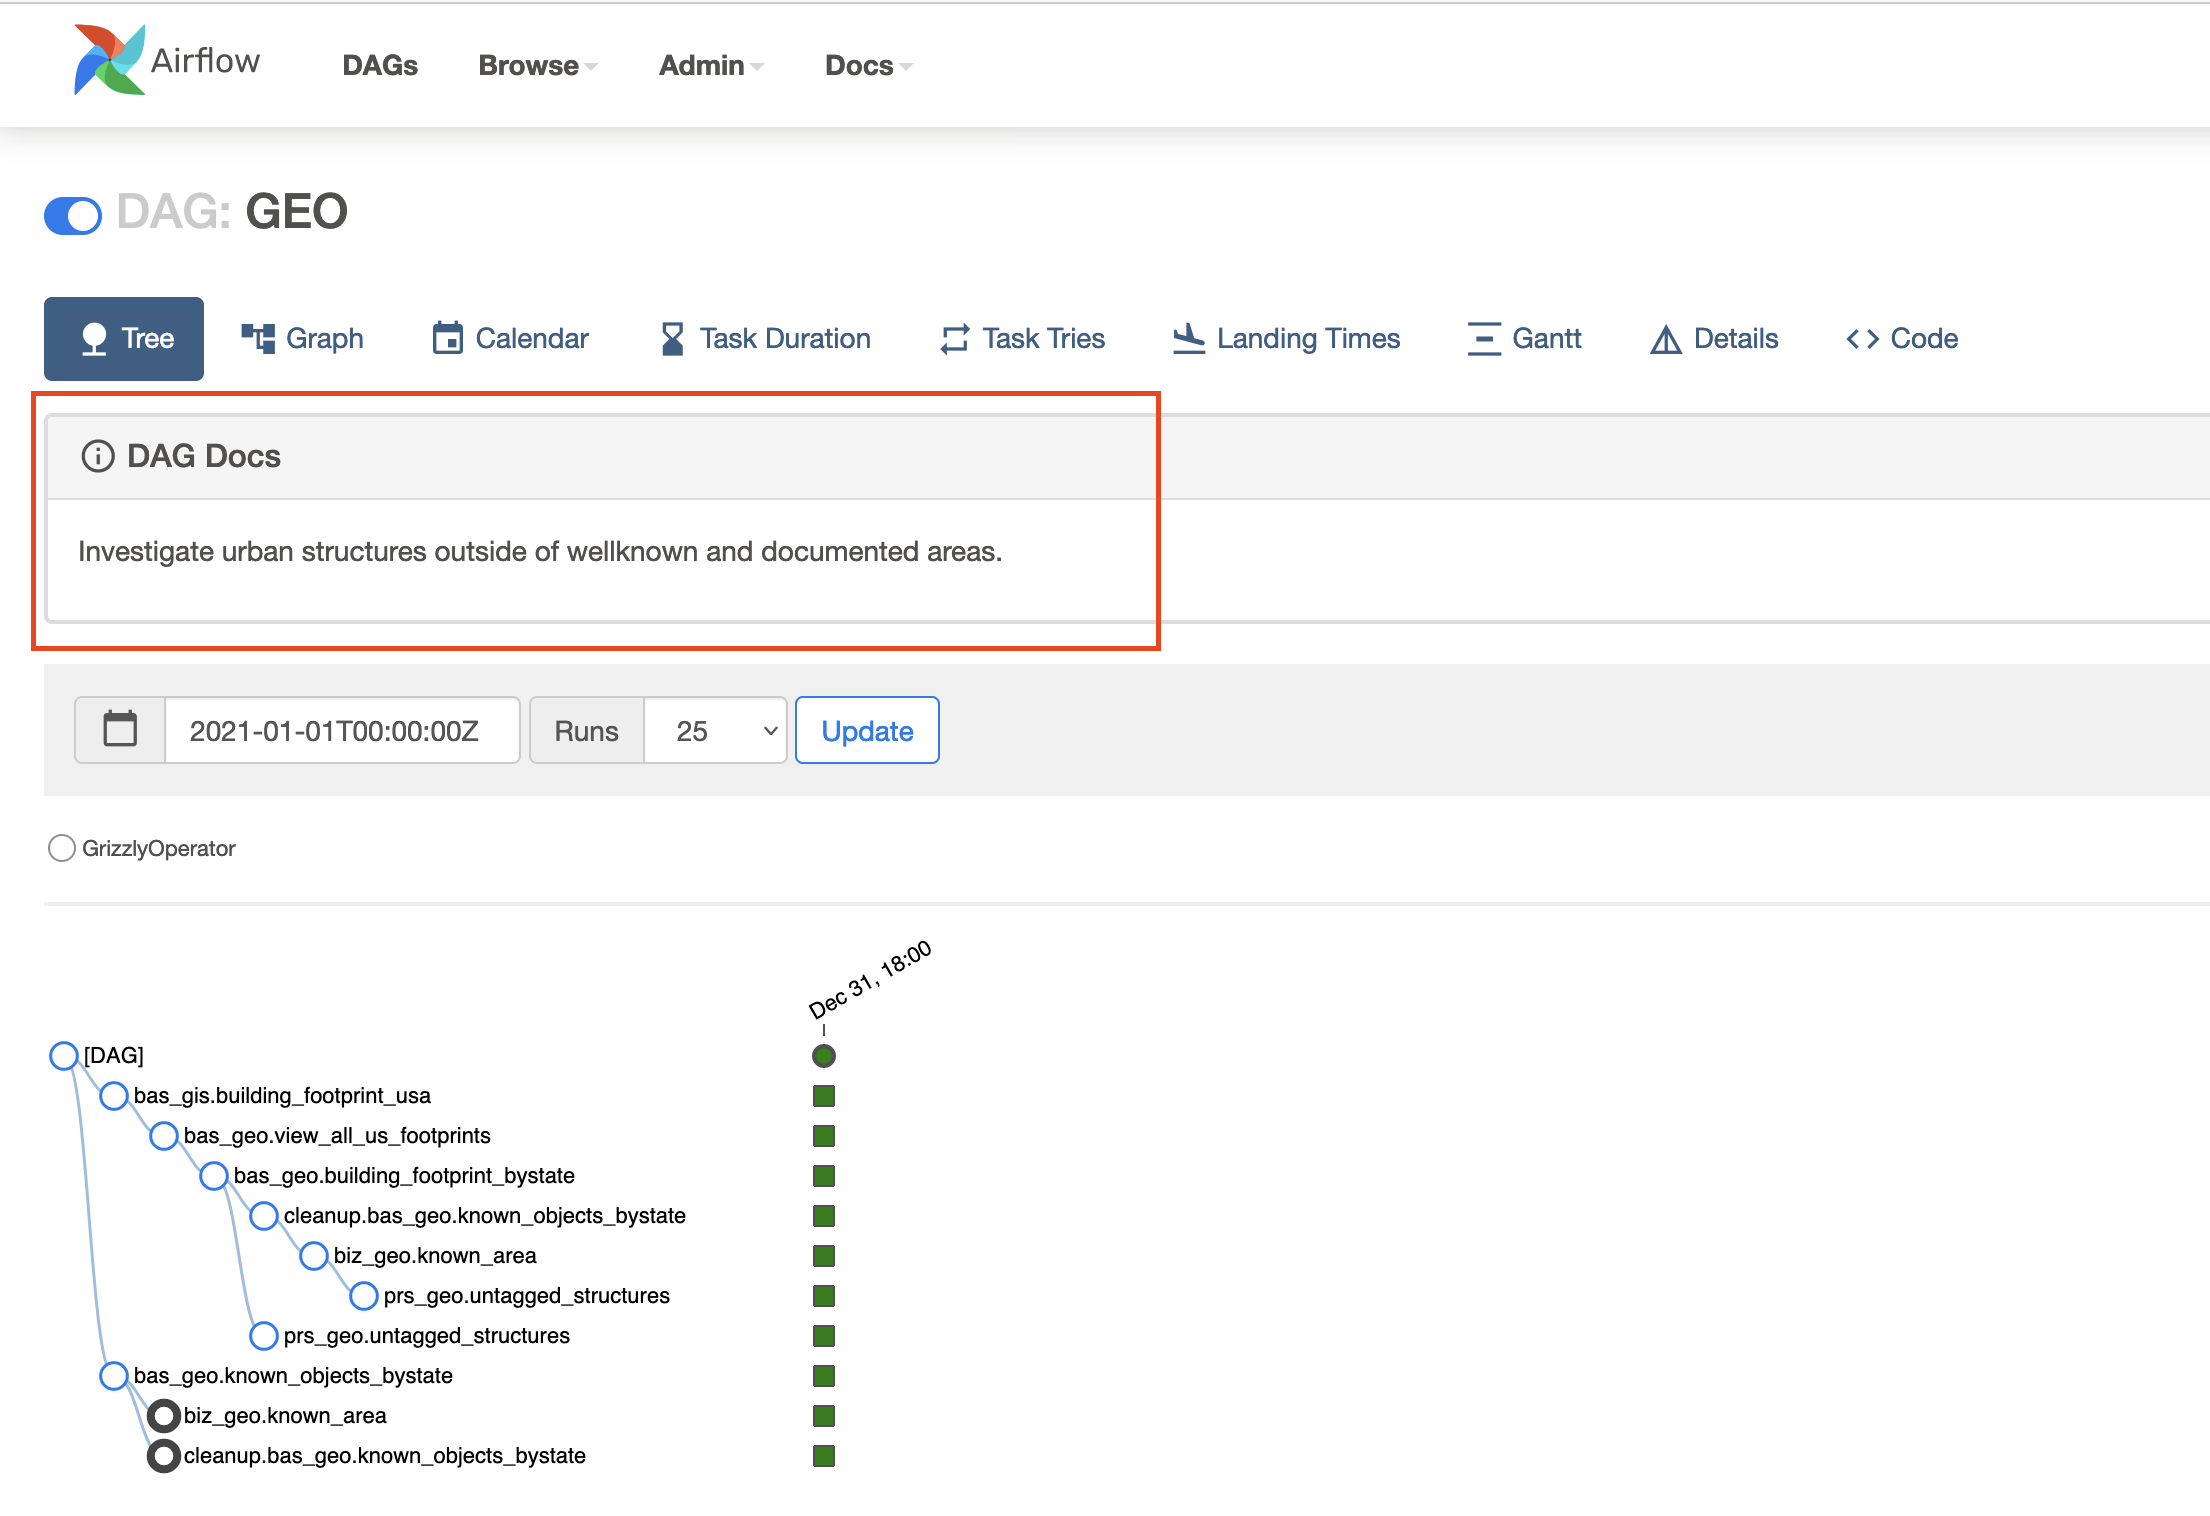 Airflow DAGs Browse Admin Docs
DAG: GEO
Tree Graph Calendar Task Duration Task Tries Landing Times Gantt Details Code
DAG Docs
Investigate urban structures outside of wellknown and documented areas.
2021-01-01T00:00:00Z Runs 25 Update
GrizzlyOperator
Dec 31, 18:00
[DAG]
bas_gis.building_footprint_usa
bas_geo.view_all_us_footprints
bas_geo.building_footprint_bystate
cleanup.bas_geo.known_objects_bystate
biz_geo.known_area
prs_geo.untagged_structures
prs_geo.untagged_structures
bas_geo.known_objects_bystate
biz_geo.known_area
cleanup.bas_geo.known_objects_bystate